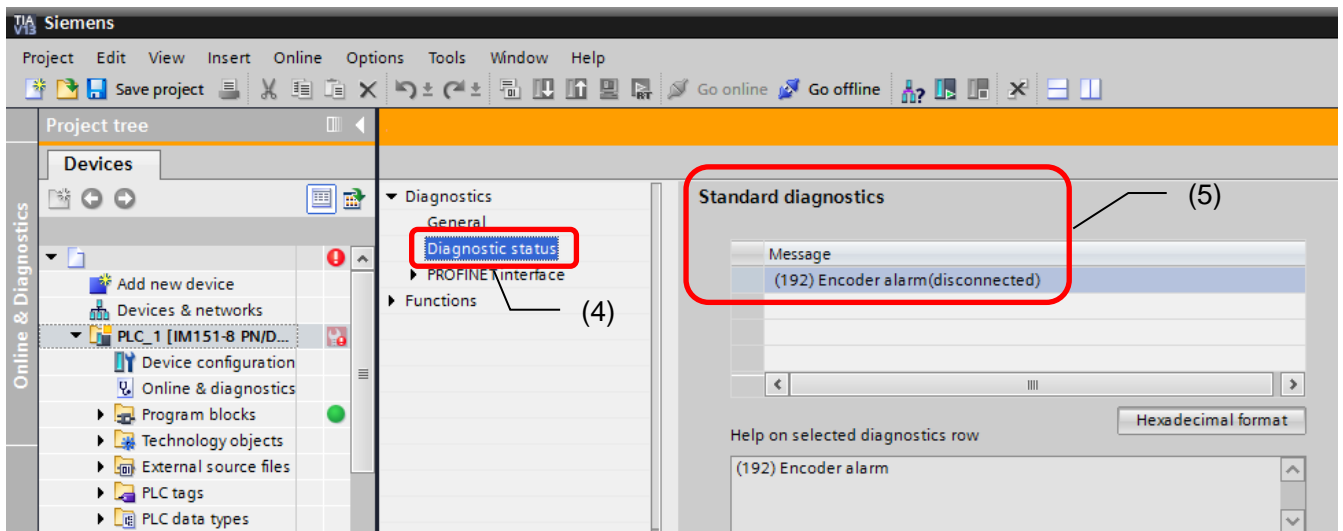 TIA V13 Siemens
Project Edit View Insert Online Options Tools Window Help
Save project RT Go online Go offline
Project tree
Devices
Online & Diagnostics
Add new device
Devices & networks
PLC_1 [IM151-8 PN/D...
Device configuration
Online & diagnostics
Program blocks
Technology objects
External source files
PLC tags
PLC data types
Diagnostics
General
Diagnostic status
PROFINET interface
Functions
(4)
Standard diagnostics
(5)
Message
(192) Encoder alarm(disconnected)
Hexadecimal format
Help on selected diagnostics row
(192) Encoder alarm